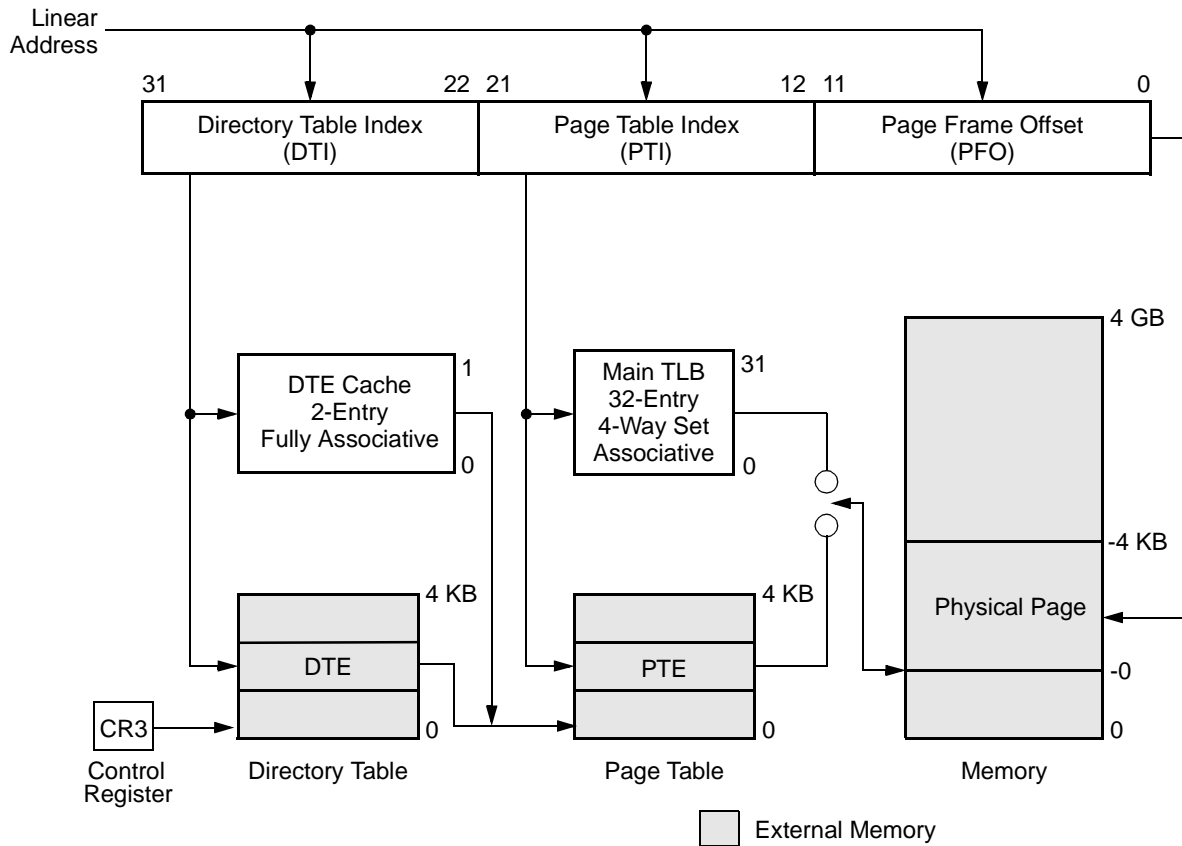 Linear
Address
31
22
21
12
11
0
Directory Table Index
(DTI)
Page Table Index
(PTI)
Page Frame Offset
(PFO)
4 GB
DTE Cache
2-Entry
Fully Associative
1
0
Main TLB
32-Entry
4-Way Set
Associative
31
0
-4 KB
Physical Page
-0
0
4 KB
DTE
0
4 KB
PTE
0
CR3
Control
Register
Directory Table
Page Table
Memory
External Memory